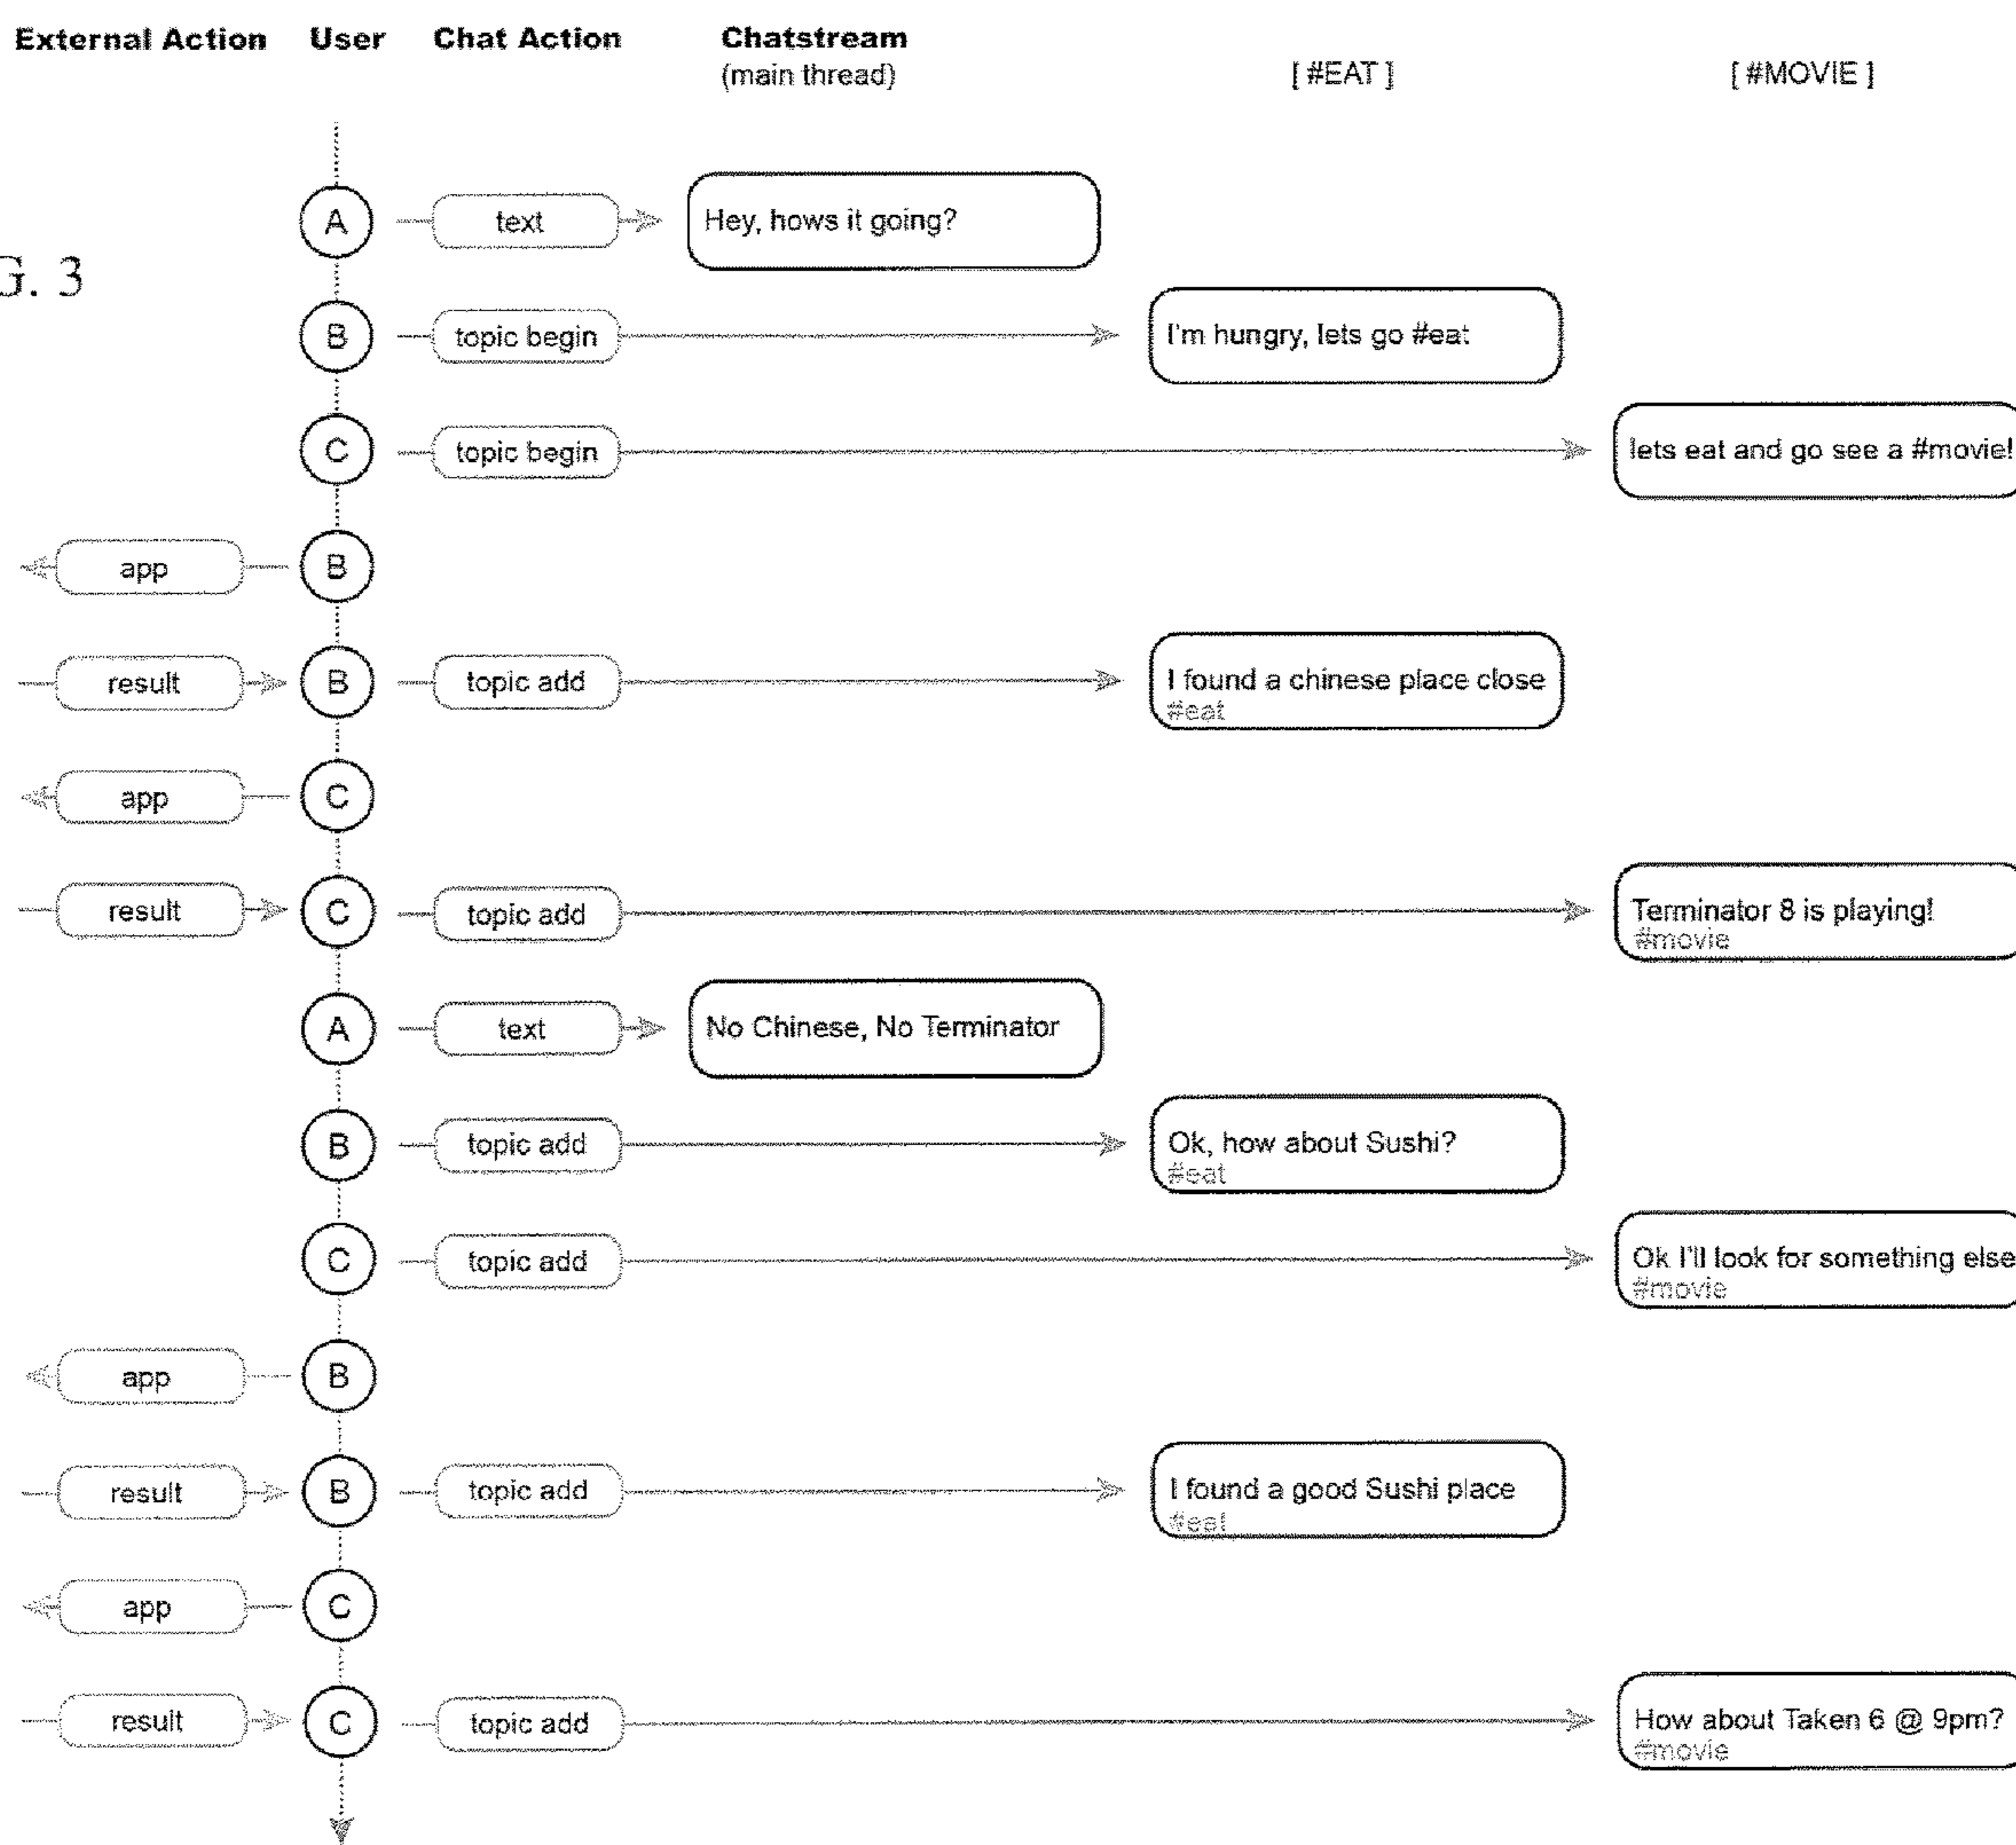 External Action User Chat Action Chatstream
(main thread) [ #EAT ] [ #MOVIE ]
A text Hey, hows it going?
G. 3
B topic begin I'm hungry, lets go #eat
C topic begin lets eat and go see a #movie!
app B
result B topic add I found a chinese place close
#eat
app C
result C topic add Terminator 8 is playing!
#movie
A text No Chinese, No Terminator
B topic add Ok, how about Sushi?
#eat
C topic add Ok I'll look for something else
#movie
app B
result B topic add I found a good Sushi place
#eat
app C
result C topic add How about Taken 6 @ 9pm?
#movie